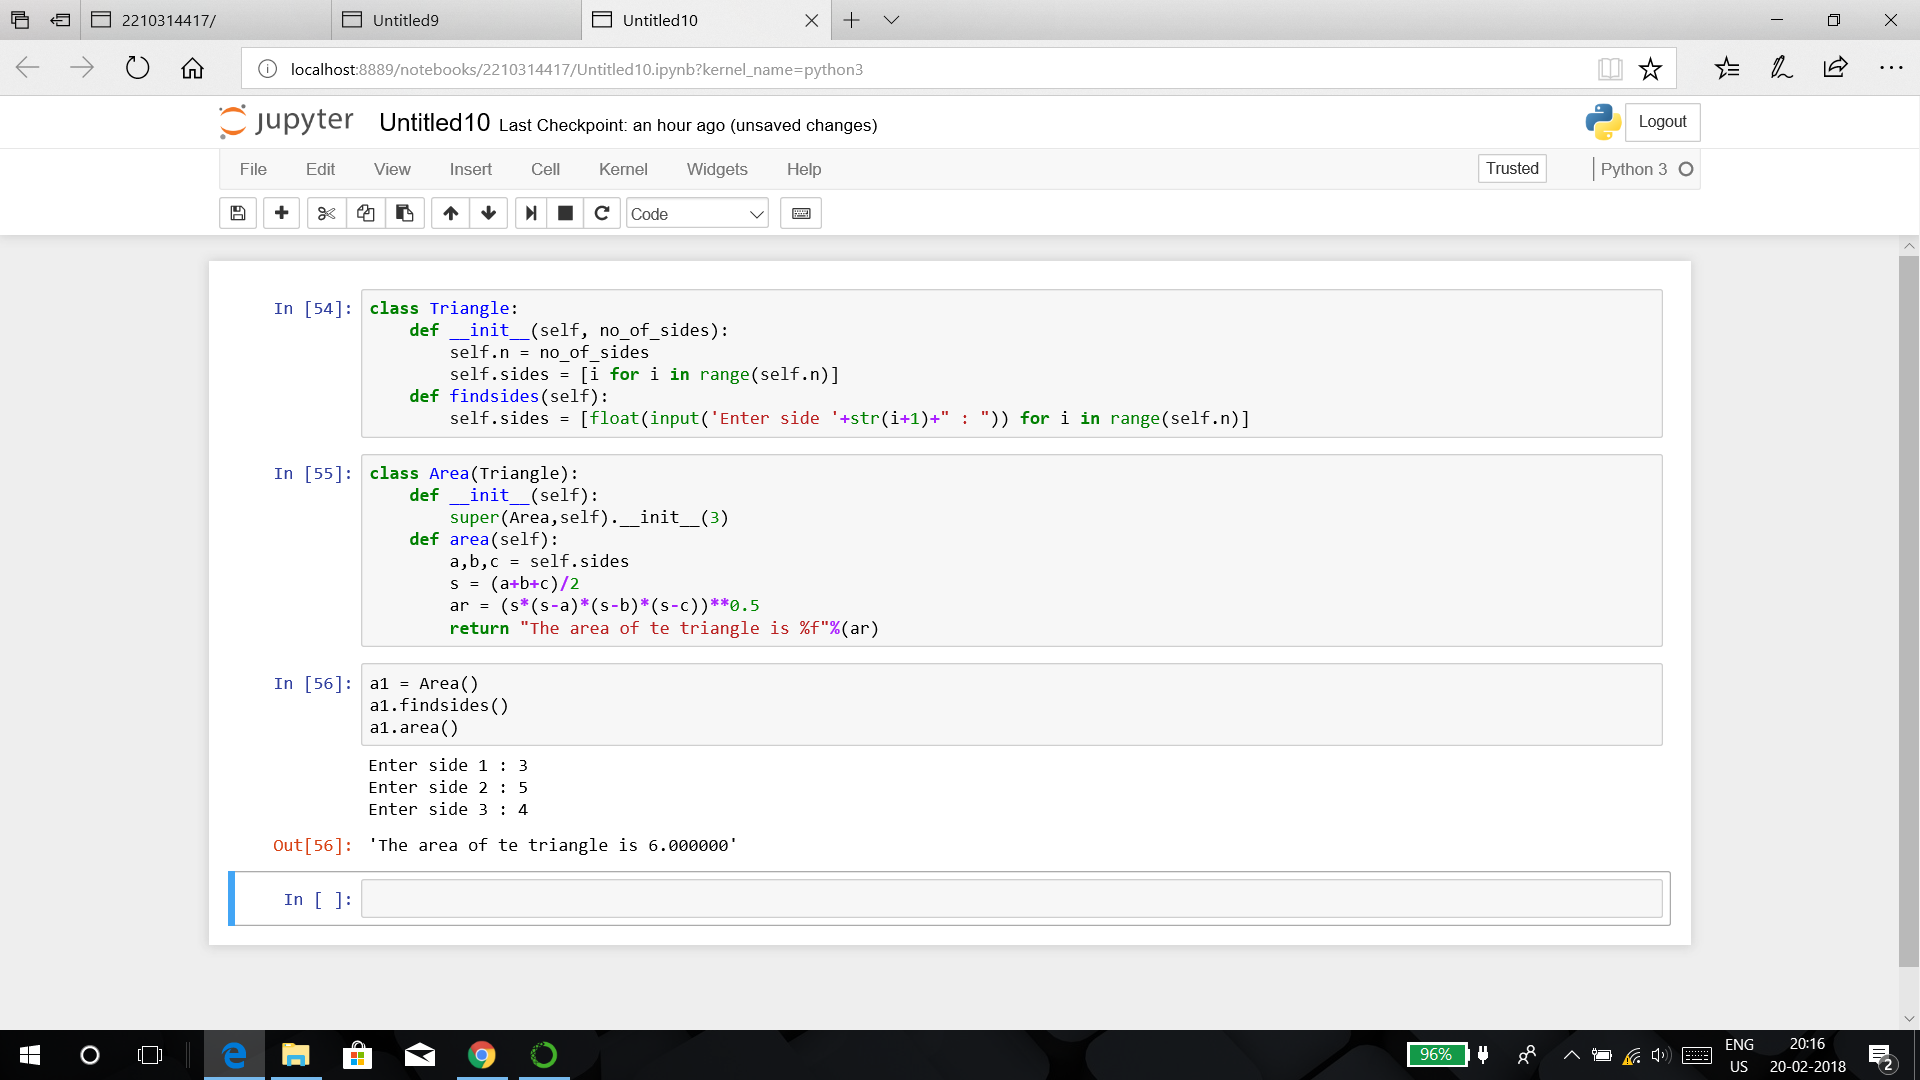 2210314417/
Untitled9
Untitled10
localhost:8889/notebooks/2210314417/Untitled10.ipynb?kernel_name=python3
jupyter Untitled10 Last Checkpoint: an hour ago (unsaved changes)
Logout
File Edit View Insert Cell Kernel Widgets Help
Trusted
Python 3
Code
In [54]: class Triangle:
    def __init__(self, no_of_sides):
        self.n = no_of_sides
        self.sides = [i for i in range(self.n)]
    def findsides(self):
        self.sides = [float(input('Enter side '+str(i+1)+" : ")) for i in range(self.n)]
In [55]: class Area(Triangle):
    def __init__(self):
        super(Area,self).__init__(3)
    def area(self):
        a,b,c = self.sides
        s = (a+b+c)/2
        ar = (s*(s-a)*(s-b)*(s-c))**0.5
        return "The area of te triangle is %f"%(ar)
In [56]: a1 = Area()
a1.findsides()
a1.area()
Enter side 1 : 3
Enter side 2 : 5
Enter side 3 : 4
Out[56]: 'The area of te triangle is 6.000000'
In [ ]:
96%
ENG
US
20:16
20-02-2018
2